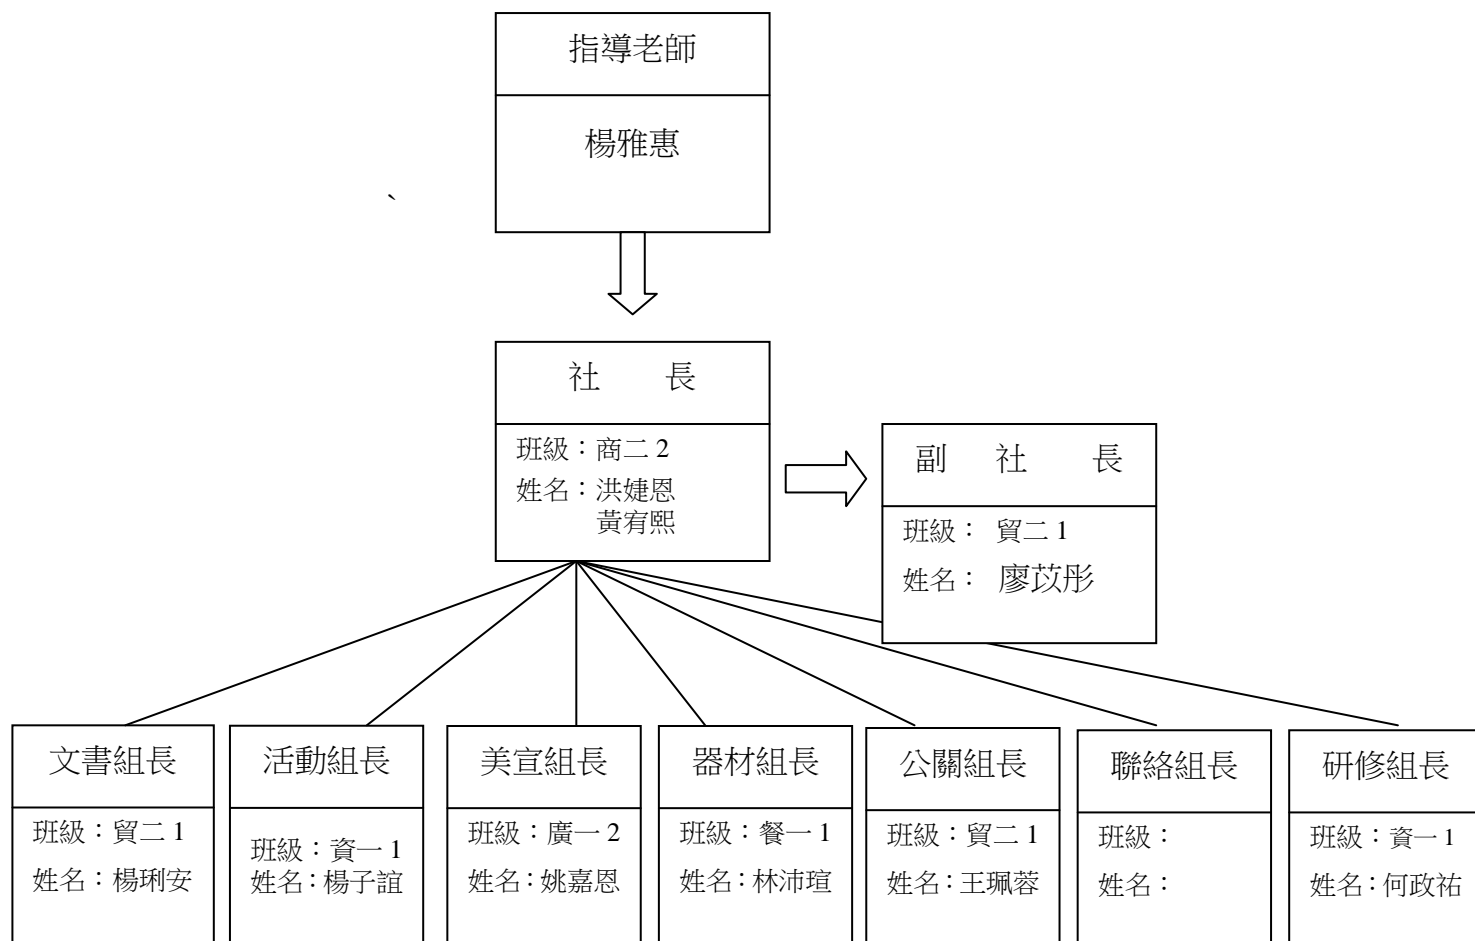 指導老師
楊雅惠
、
社 長
班級：商二 2
姓名：洪婕恩
黃宥熙
副 社 長
班級： 貿二 1
姓名： 廖苡彤
文書組長
班級：貿二 1
姓名：楊琍安
活動組長
班級：資一 1
姓名：楊子誼
美宣組長
班級：廣一 2
姓名：姚嘉恩
器材組長
班級：餐一 1
姓名：林沛瑄
公關組長
班級：貿二 1
姓名：王珮蓉
聯絡組長
班級：
姓名：
研修組長
班級：資一 1
姓名：何政祐